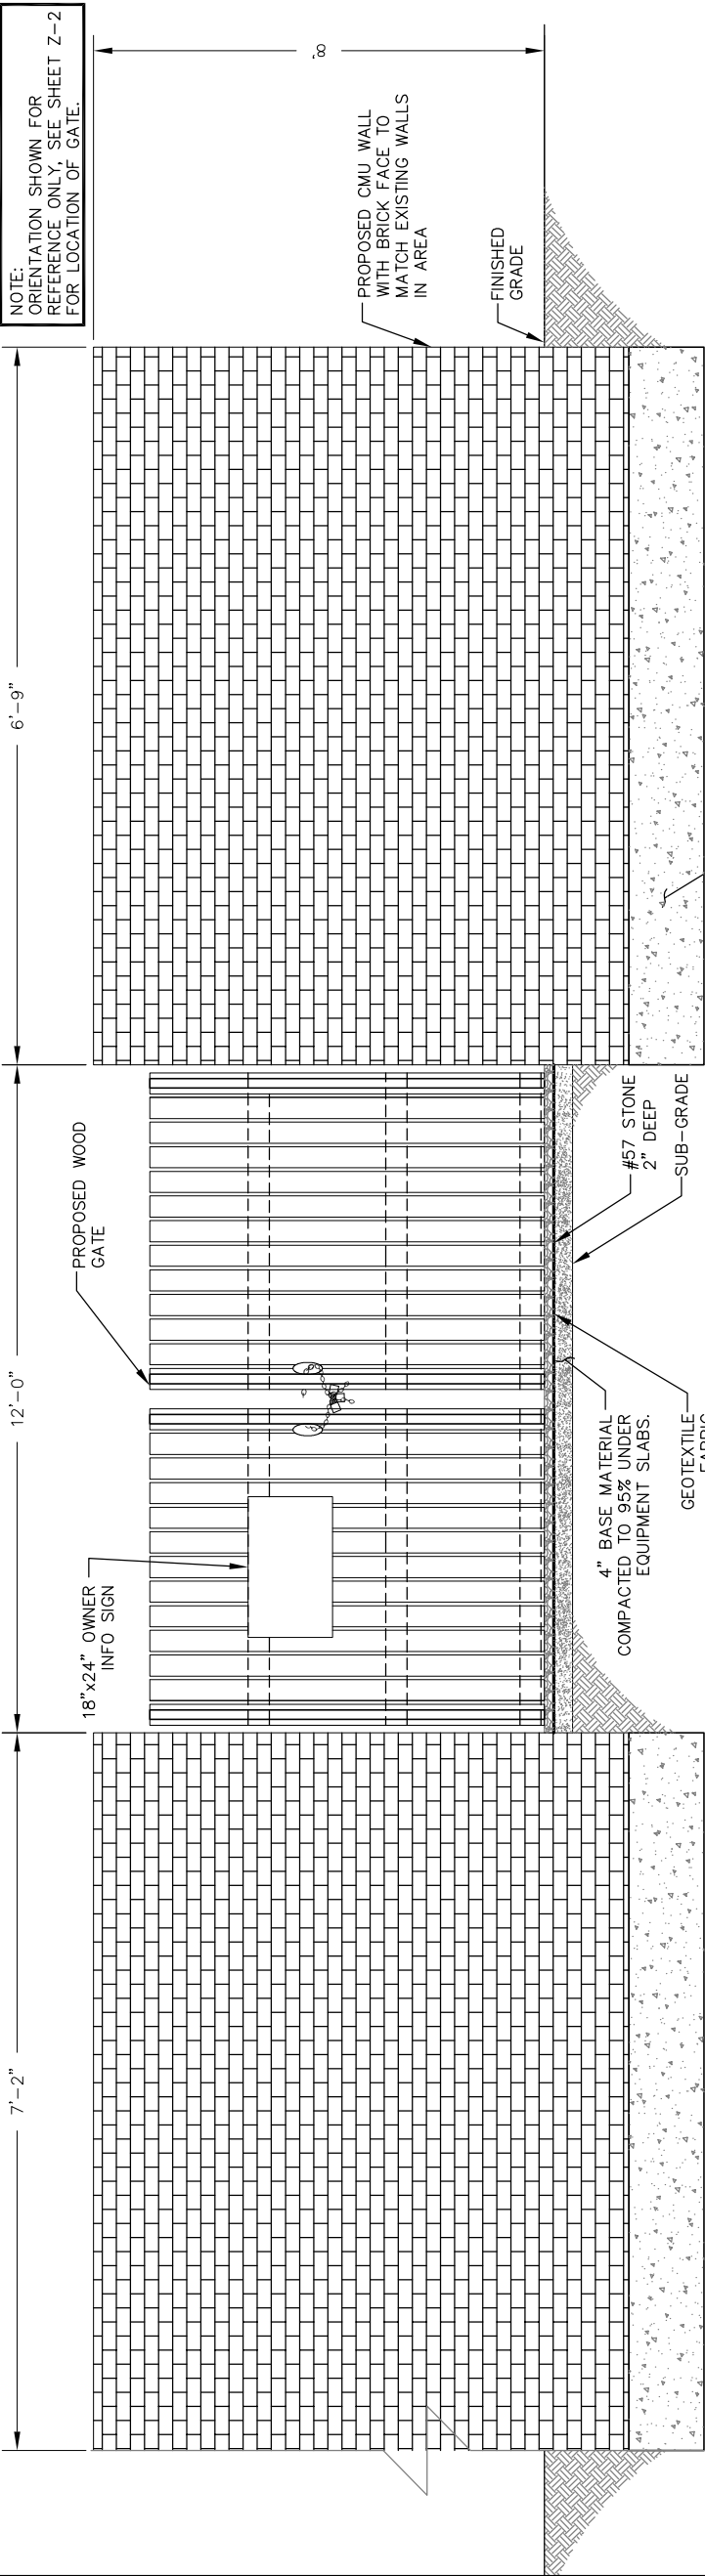 NOTE:
ORIENTATION SHOWN FOR
REFERENCE ONLY, SEE SHEET Z-2
FOR LOCATION OF GATE.
7'-2"
12'-0"
6'-9"
8'
18"x24" OWNER
INFO SIGN
PROPOSED WOOD
GATE
PROPOSED CMU WALL
WITH BRICK FACE TO
MATCH EXISTING WALLS
IN AREA
FINISHED
GRADE
4" BASE MATERIAL
COMPACTED TO 95% UNDER
EQUIPMENT SLABS.
GEOTEXTILE
FABRIC
#57 STONE
2" DEEP
SUB-GRADE